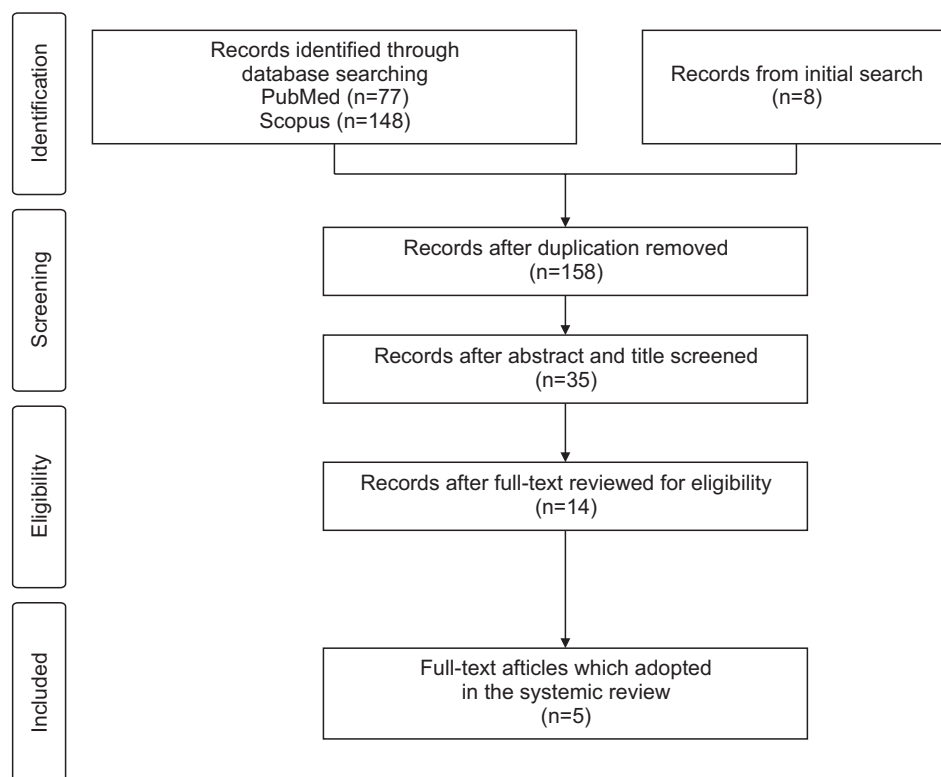 Identification
Records identified through
database searching
PubMed (n=77)
Scopus (n=148)
Records from initial search
(n=8)
Screening
Records after duplication removed
(n=158)
Records after abstract and title screened
(n=35)
Eligibility
Records after full-text reviewed for eligibility
(n=14)
Included
Full-text afticles which adopted
in the systemic review
(n=5)